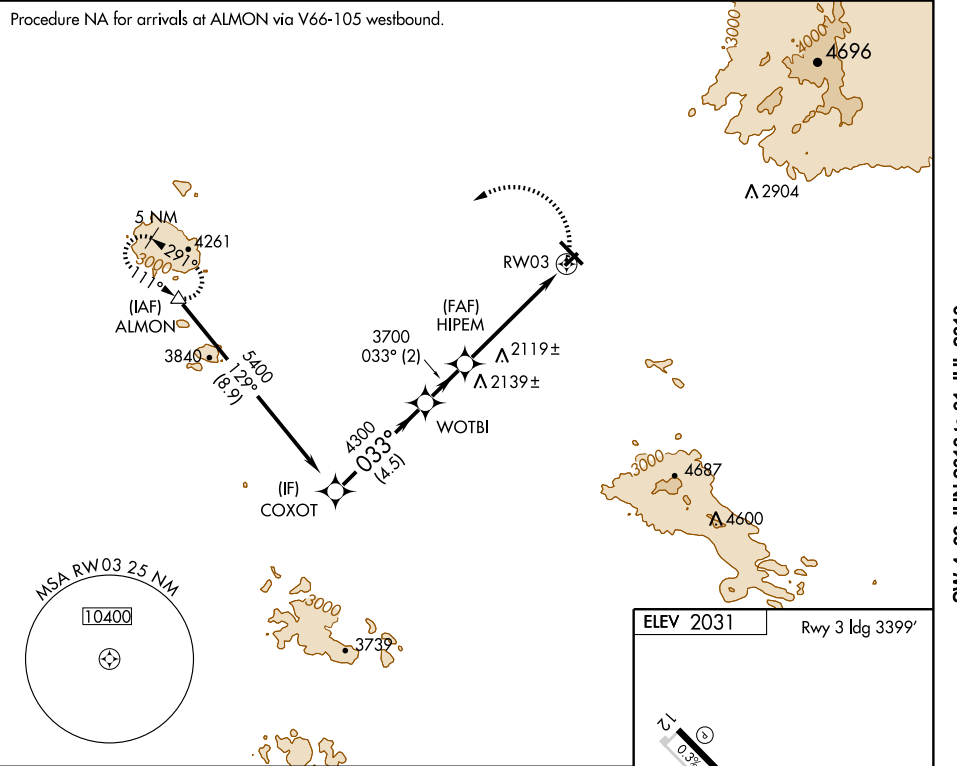 Procedure NA for arrivals at ALMON via V66-105 westbound.
3000
4000
4696
2904
5 NM
4261
291°
3000
111°
(IAF)
ALMON
RW03
(FAF)
HIPEM
3700
033° (2)
2119±
2139±
3840
5400
129°
(8.9)
WOTBI
4300
033°
(4.5)
(IF)
COXOT
3000
4687
4600
MSA RW03 25 NM
10400
3000
3739
ELEV 2031
Rwy 3 ldg 3399'
12
P
0.3%